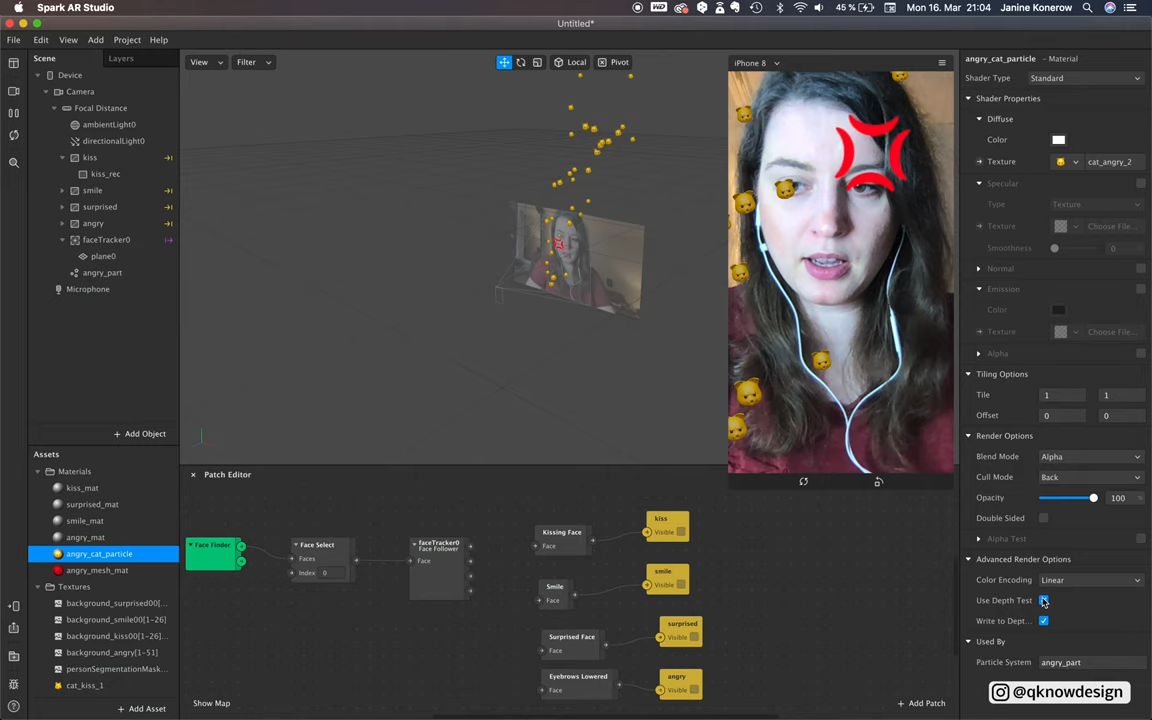 Spark AR Studio
45 %
Mon 16. Mar 21:04
Janine Konerow
Untitled*
File Edit View Add Project Help
Scene
Layers
Device
Camera
Focal Distance
ambientLight0
directionalLight0
kiss
kiss_rec
smile
surprised
angry
faceTracker0
plane0
angry_part
Microphone
+ Add Object
Assets
Materials
kiss_mat
surprised_mat
smile_mat
angry_mat
angry_cat_particle
angry_mesh_mat
Textures
background_surprised00[...
background_smile00[1-26]
background_kiss00[1-26]
background_angry[1-51]
personSegmentationMask...
cat_kiss_1
+ Add Asset
View
Filter
Local
Pivot
iPhone 8
Patch Editor
Face Finder
Face Select
Faces
Index 0
faceTracker0
Face Follower
Face
Kissing Face
Face
kiss
Visible
Smile
Face
smile
Visible
Surprised Face
Face
surprised
Visible
Eyebrows Lowered
Face
angry
Visible
Show Map
+ Add Patch
angry_cat_particle – Material
Shader Type Standard
Shader Properties
Diffuse
Color
Texture cat_angry_2
Specular
Type Texture
Texture Choose File...
Smoothness 0
Normal
Emission
Color
Texture Choose File...
Alpha
Tiling Options
Tile 1 1
Offset 0 0
Render Options
Blend Mode Alpha
Cull Mode Back
Opacity 100 %
Double Sided
Alpha Test
Advanced Render Options
Color Encoding Linear
Use Depth Test
Write to Dept...
Used By
Particle System angry_part
@qknowdesign